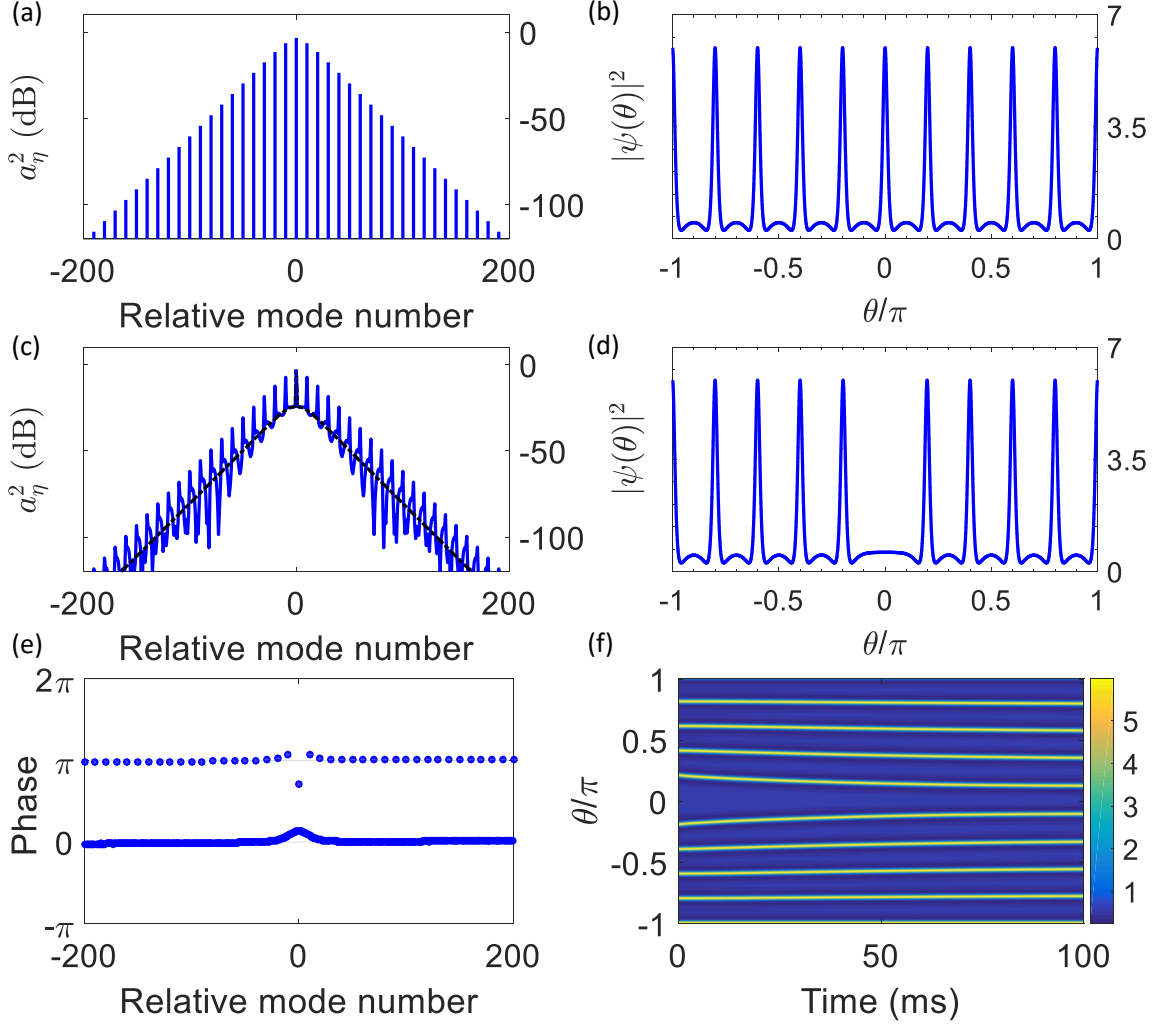 (a)
a²_η (dB)
0
-50
-100
-200 0 200
Relative mode number
(b)
|ψ(θ)|²
7
3.5
0
-1 -0.5 0 0.5 1
θ/π
(c)
a²_η (dB)
0
-50
-100
-200 0 200
Relative mode number
(d)
|ψ(θ)|²
7
3.5
0
-1 -0.5 0 0.5 1
θ/π
(e)
Phase
2π
π
0
-π
-200 0 200
Relative mode number
(f)
θ/π
1
0.5
0
-0.5
-1
0 50 100
Time (ms)
5
4
3
2
1